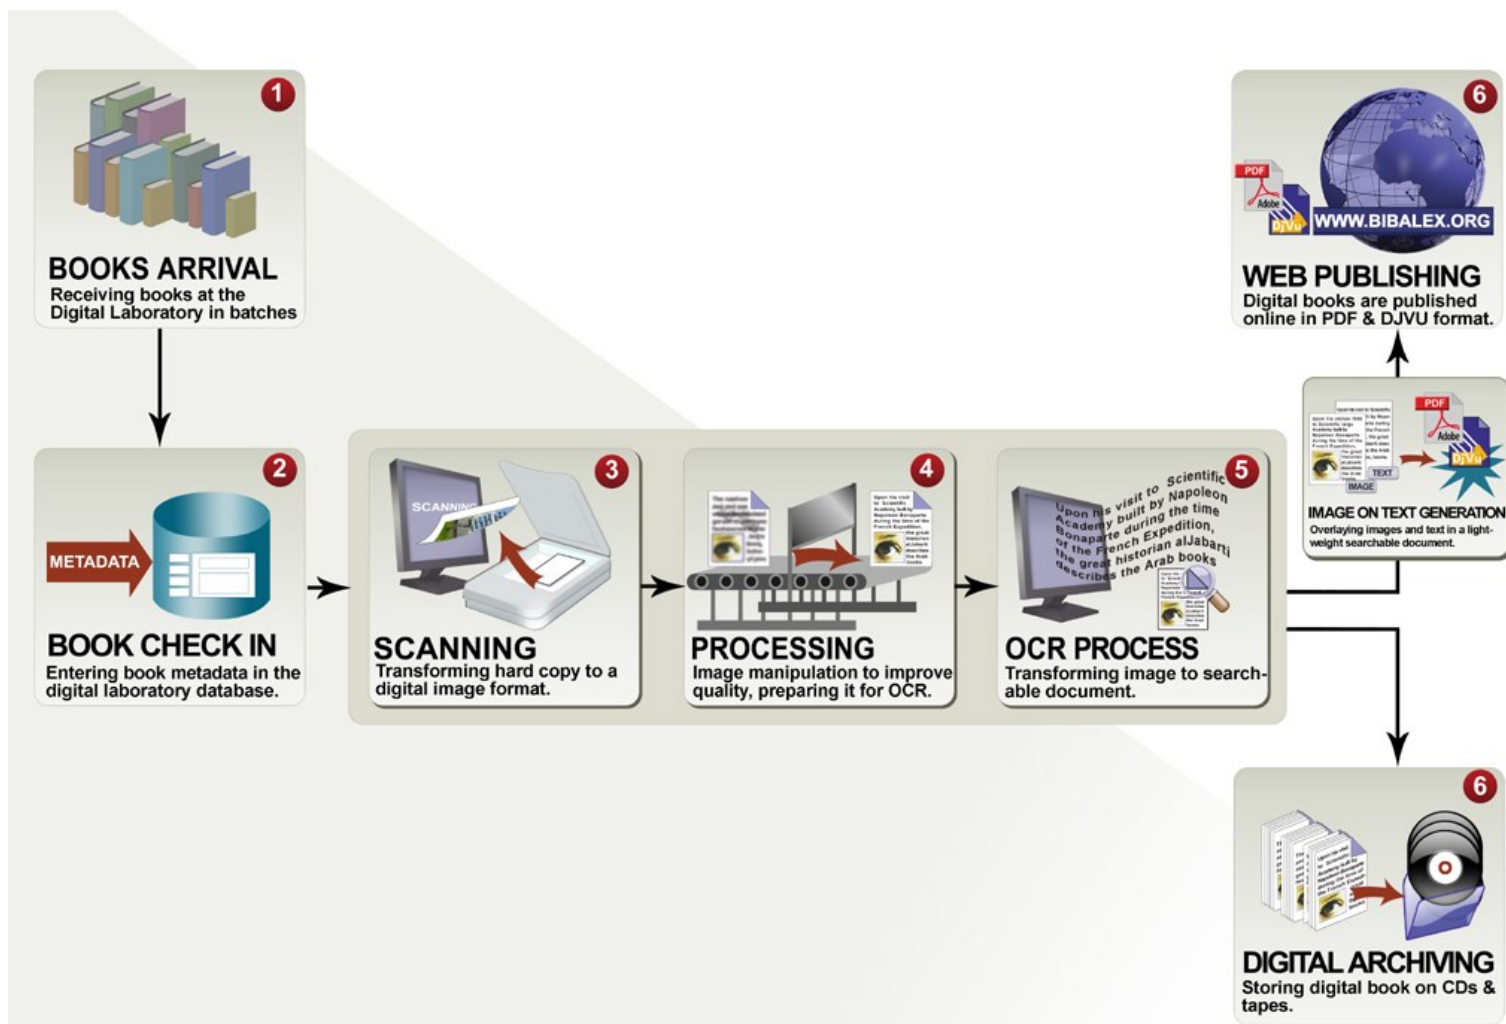 1
BOOKS ARRIVAL
Receiving books at the
Digital Laboratory in batches
2
METADATA
BOOK CHECK IN
Entering book metadata in the
digital laboratory database.
3
SCANNING
SCANNING
Transforming hard copy to a
digital image format.
4
PROCESSING
Image manipulation to improve
quality, preparing it for OCR.
5
Upon his visit to Scientific
Academy built by Napoleon
Bonaparte during the time
of the French Expedition,
the great historian alJabarti
describes the Arab books
OCR PROCESS
Transforming image to search-
able document.
PDF
Adobe
DjVu
TEXT
IMAGE
IMAGE ON TEXT GENERATION
Overlaying images and text in a light-
weight searchable document.
6
PDF
Adobe
DjVu
WWW.BIBALEX.ORG
WEB PUBLISHING
Digital books are published
online in PDF & DJVU format.
6
DIGITAL ARCHIVING
Storing digital book on CDs &
tapes.